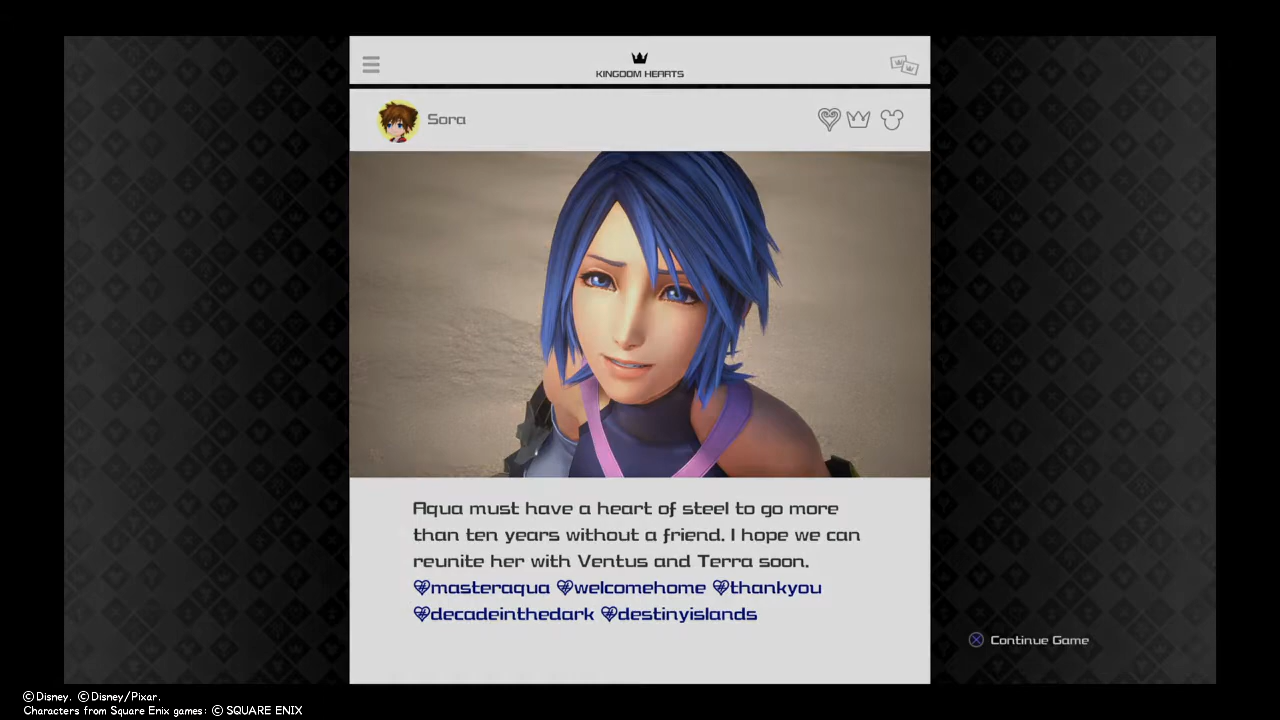 KINGDOM HEARTS
Sora
Aqua must have a heart of steel to go more
than ten years without a friend. I hope we can
reunite her with Ventus and Terra soon.
masteraqua welcomehome thankyou
decadeinthedark destinyislands
Continue Game
©Disney. ©Disney/Pixar.
Characters from Square Enix games: © SQUARE ENIX